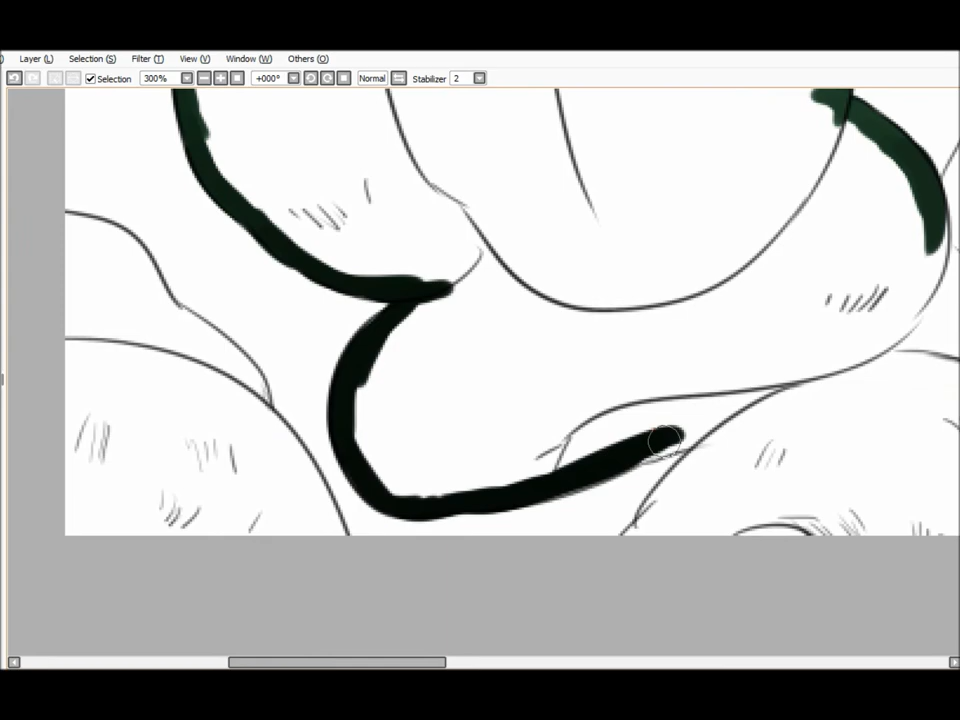 ) Layer (L) Selection (S) Filter (T) View (V) Window (W) Others (O)
Selection 300% +000° Normal Stabilizer 2